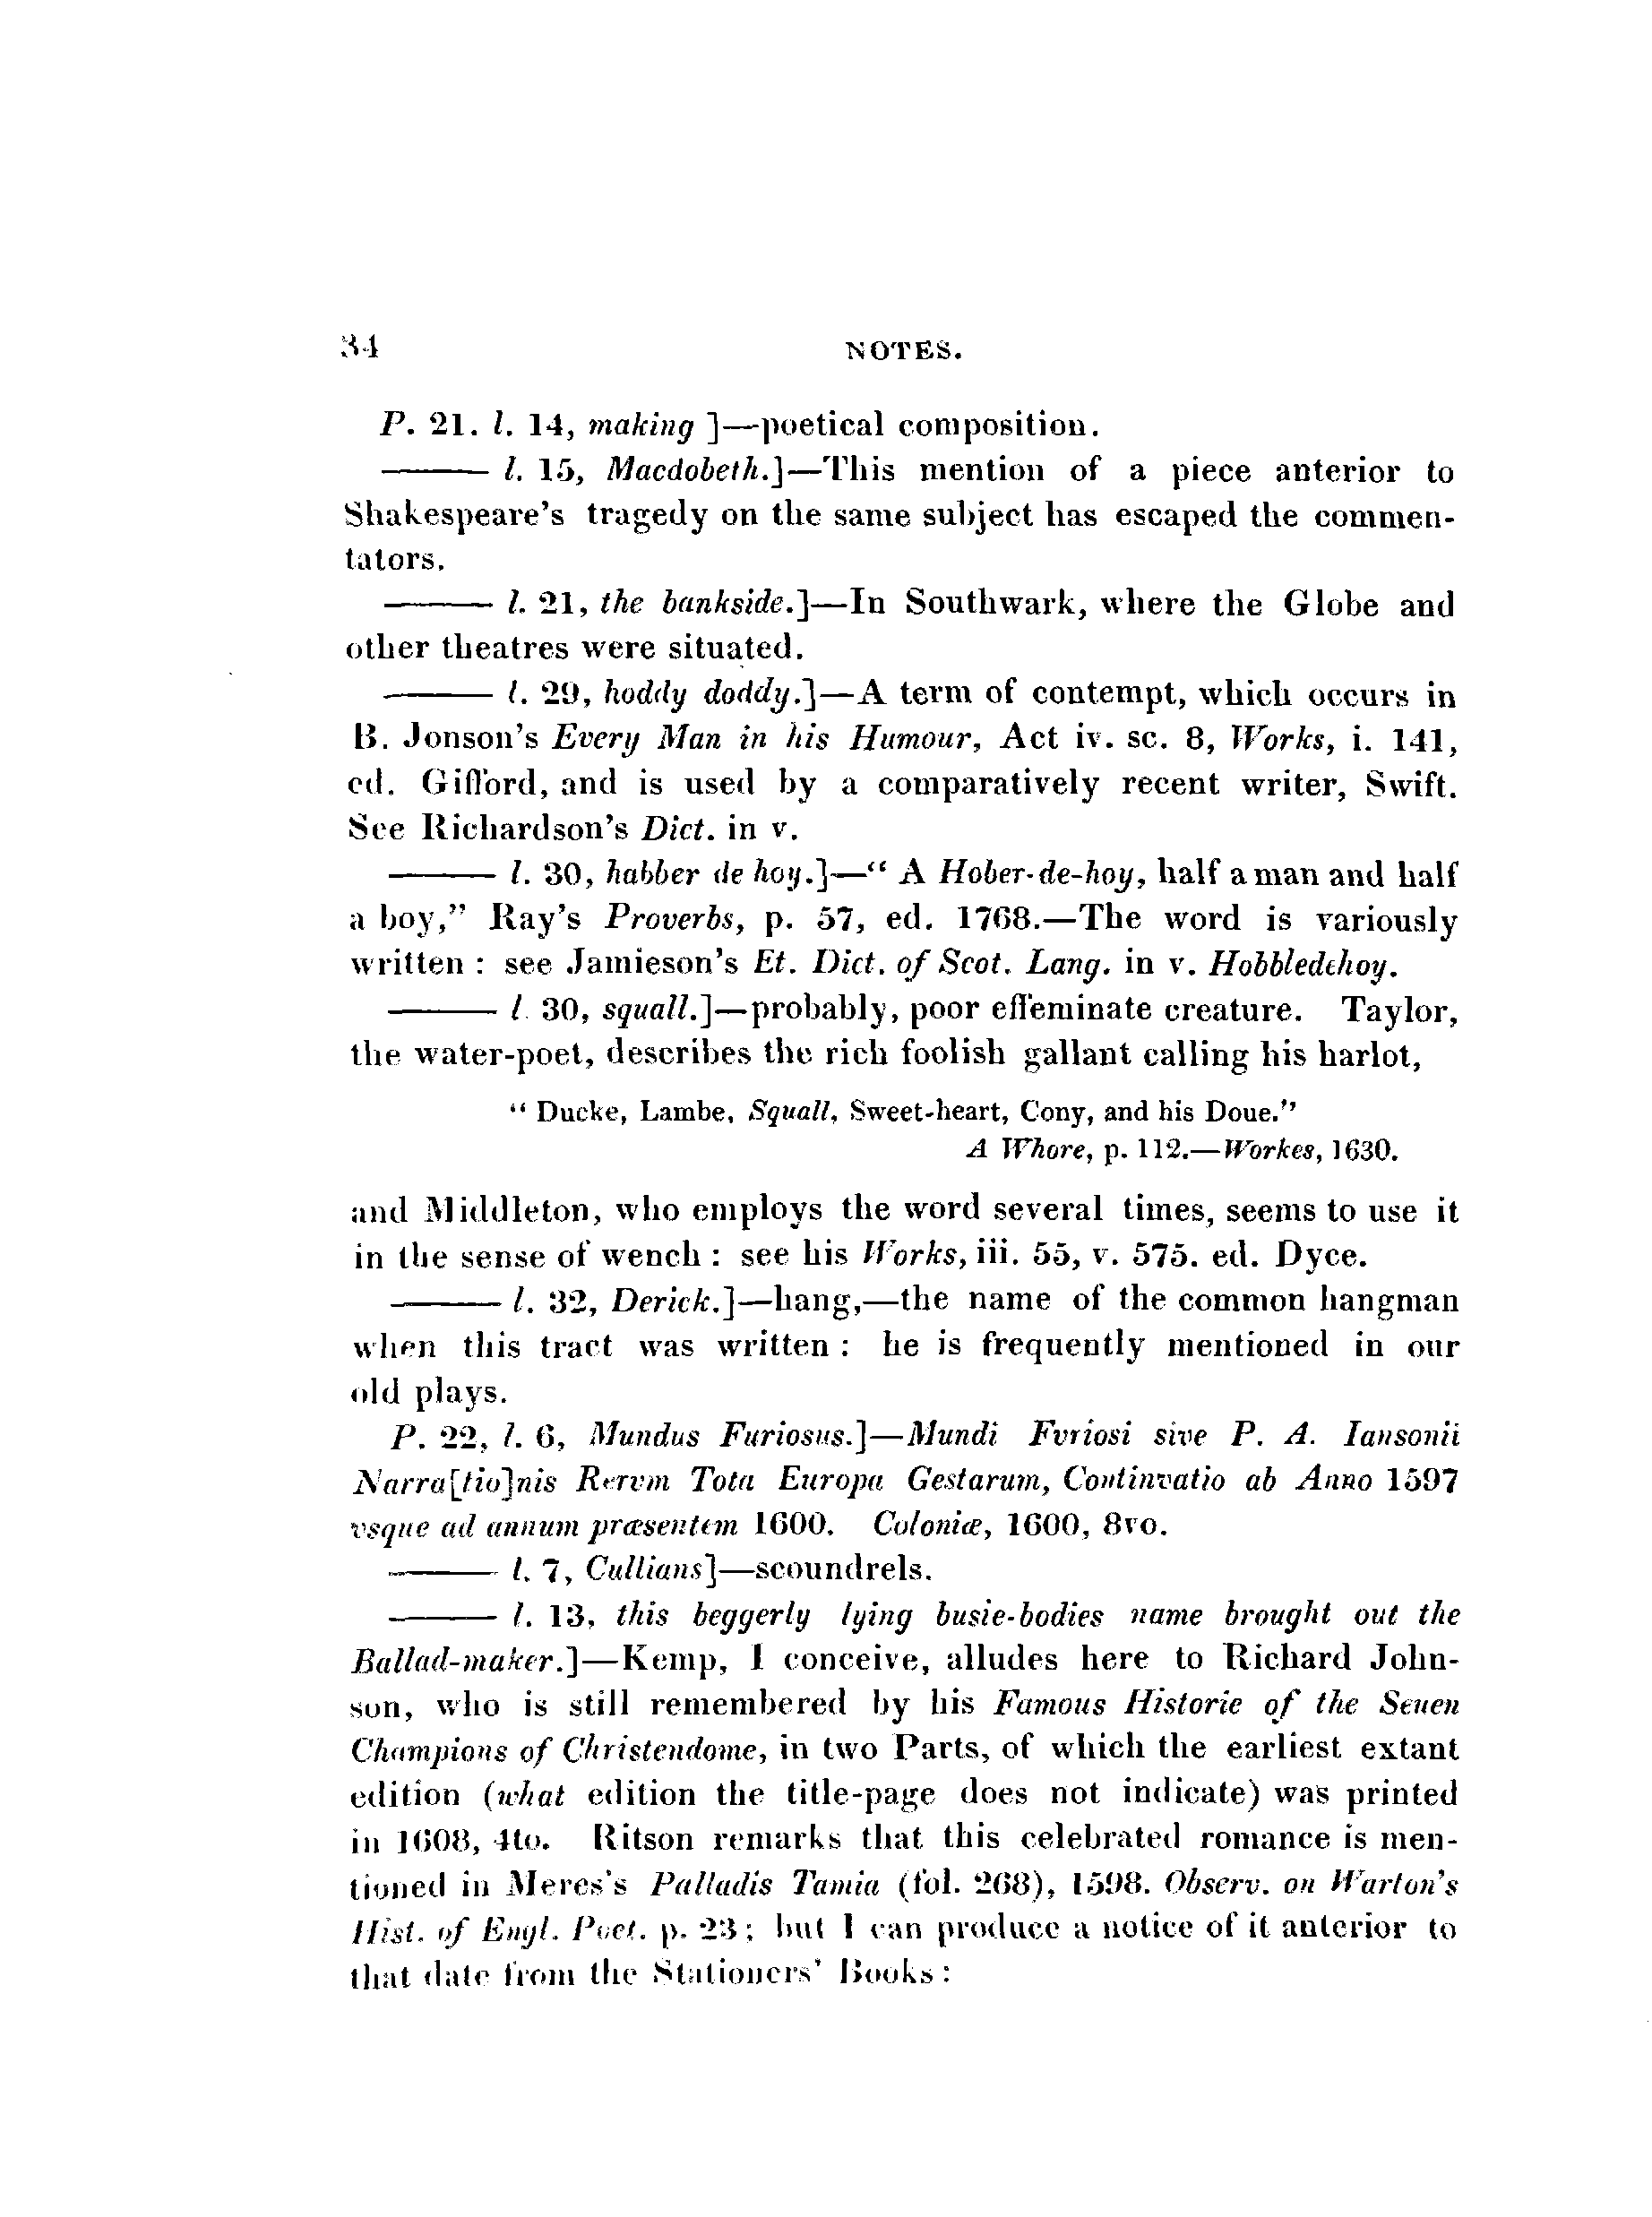 34 NOTES.
P. 21. l. 14, making ]—poetical composition.
——— l. 15, Macdobeth.]—This mention of a piece anterior to
Shakespeare's tragedy on the same subject has escaped the commen-
tators.
——— l. 21, the bankside.]—In Southwark, where the Globe and
other theatres were situated.
——— l. 29, hoddy doddy.]—A term of contempt, which occurs in
B. Jonson's Every Man in his Humour, Act iv. sc. 8, Works, i. 141,
ed. Gifford, and is used by a comparatively recent writer, Swift.
See Richardson's Dict. in v.
——— l. 30, habber de hoy.]—“ A Hober-de-hoy, half a man and half
a boy,” Ray's Proverbs, p. 57, ed. 1768.—The word is variously
written : see Jamieson's Et. Dict. of Scot. Lang. in v. Hobbledehoy.
——— l. 30, squall.]—probably, poor effeminate creature. Taylor,
the water-poet, describes the rich foolish gallant calling his harlot,
“ Ducke, Lambe, Squall, Sweet-heart, Cony, and his Doue.”
A Whore, p. 112.—Workes, 1630.
and Middleton, who employs the word several times, seems to use it
in the sense of wench : see his Works, iii. 55, v. 575. ed. Dyce.
——— l. 32, Derick.]—hang,—the name of the common hangman
when this tract was written : he is frequently mentioned in our
old plays.
P. 22, l. 6, Mundus Furiosus.]—Mundi Fvriosi sive P. A. Iansonii
Narra[tio]nis Rervm Tota Europa Gestarum, Continvatio ab Anno 1597
vsque ad annum præsentem 1600. Coloniæ, 1600, 8vo.
——— l. 7, Cullians]—scoundrels.
——— l. 13, this beggerly lying busie-bodies name brought out the
Ballad-maker.]—Kemp, I conceive, alludes here to Richard John-
son, who is still remembered by his Famous Historie of the Seuen
Champions of Christendome, in two Parts, of which the earliest extant
edition (what edition the title-page does not indicate) was printed
in 1608, 4to. Ritson remarks that this celebrated romance is men-
tioned in Meres's Palladis Tamia (fol. 268), 1598. Observ. on Warton's
Hist. of Engl. Poet. p. 23 ; but I can produce a notice of it anterior to
that date from the Stationers' Books :